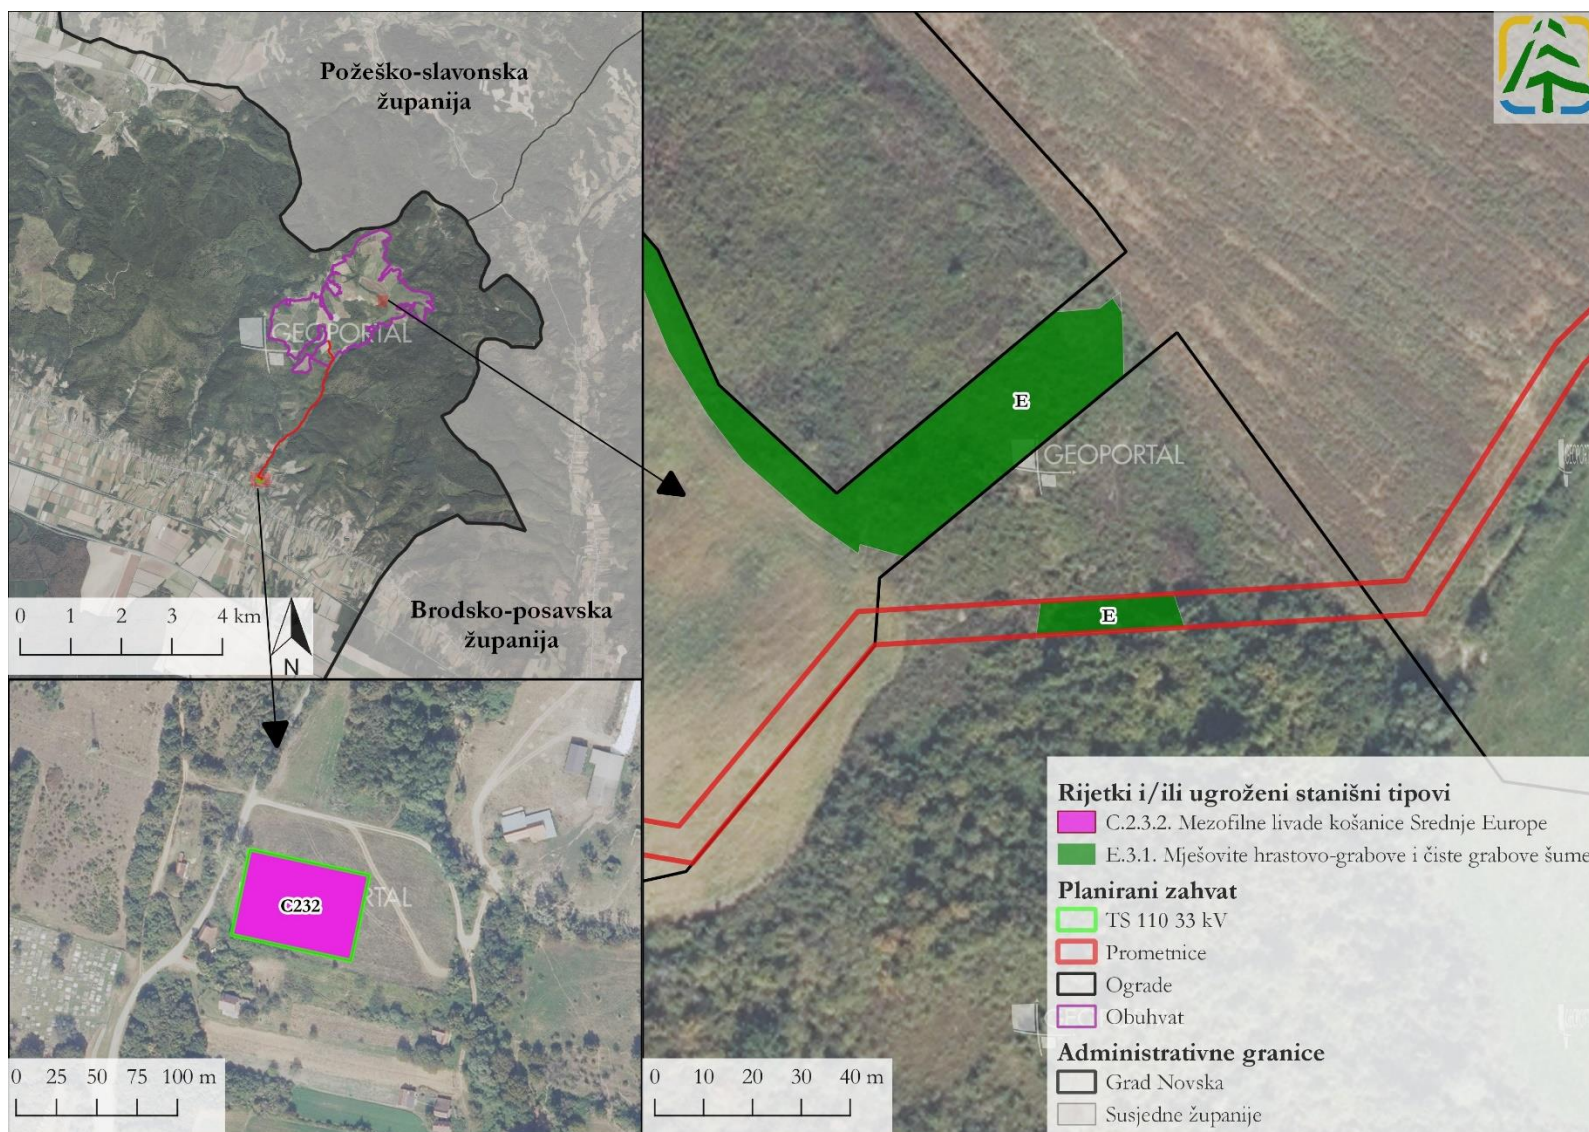 Požeško-slavonska
županija
GEOPORTAL
Brodsko-posavska
županija
0 1 2 3 4 km
N
C232
RTAL
0 25 50 75 100 m
E
GEOPORTAL
E
0 10 20 30 40 m
Rijetki i/ili ugroženi stanišni tipovi
C.2.3.2. Mezofilne livade košanice Srednje Europe
E.3.1. Mješovite hrastovo-grabove i čiste grabove šume
Planirani zahvat
TS 110 33 kV
Prometnice
Ograde
Obuhvat
Administrativne granice
Grad Novska
Susjedne županije